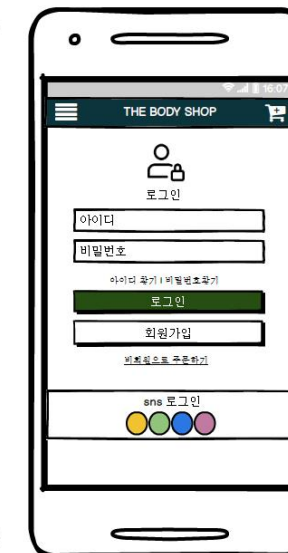 16:07
THE BODY SHOP
로그인
아이디
비밀번호
아이디 찾기 | 비밀번호찾기
로그인
회원가입
비회원으로 주문하기
sns 로그인